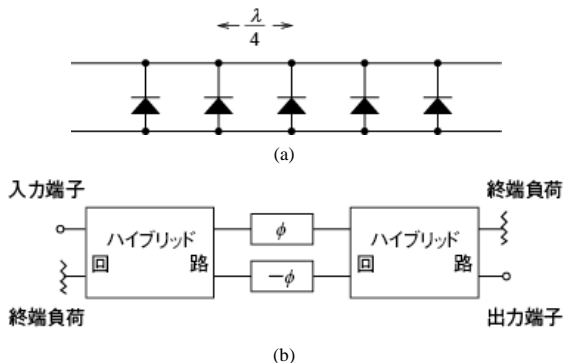 λ
4
(a)
入力端子
終端負荷
ハイブリッド
回路
ϕ
−ϕ
ハイブリッド
回路
終端負荷
出力端子
(b)